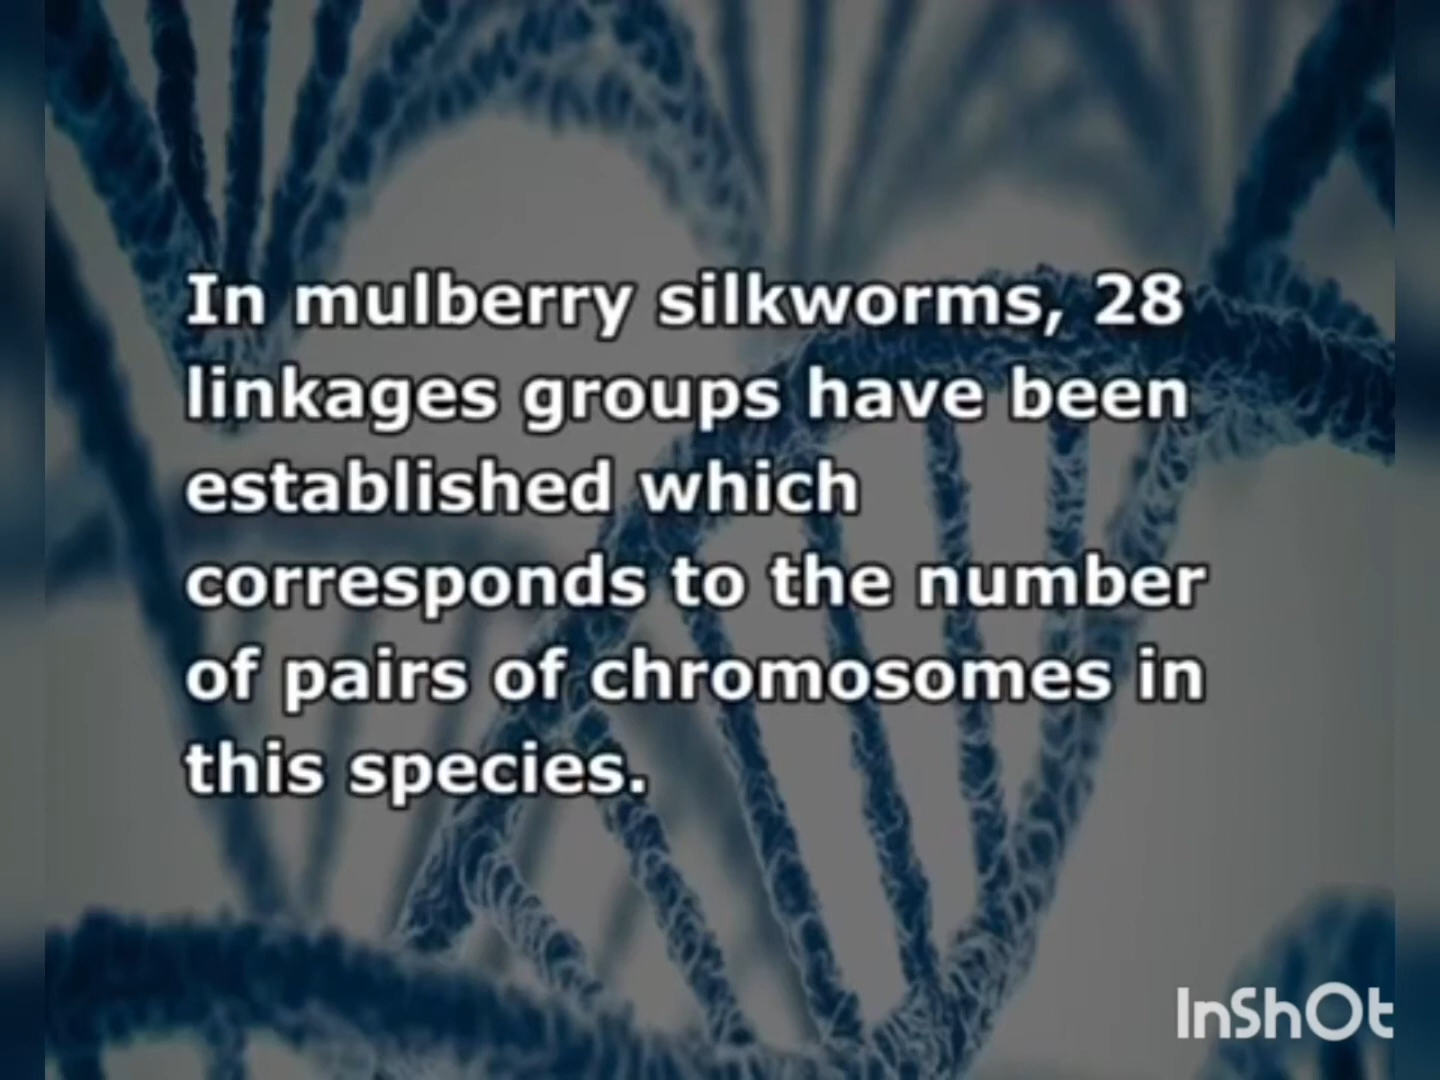 In mulberry silkworms, 28
linkages groups have been
established which
corresponds to the number
of pairs of chromosomes in
this species.
InShOt